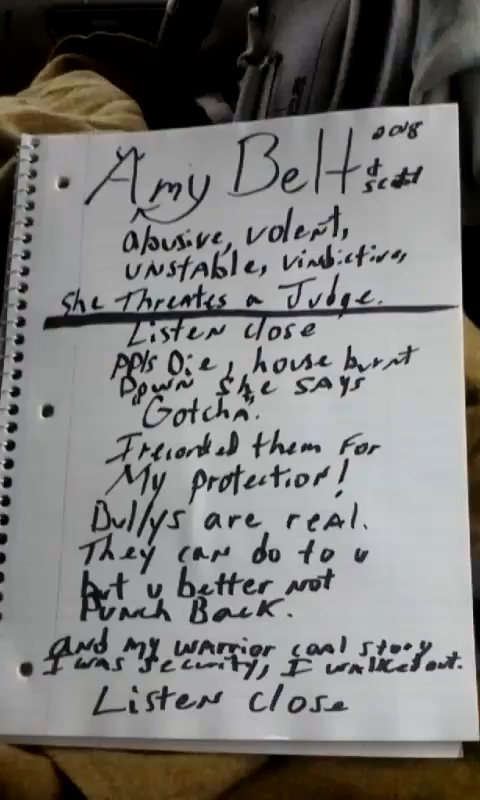 Amy Belt 2018
& scott
abusive, volent,
UNSTABLE, vindictive,
she Threates a Judge.
Listen close
ppls Die, house burnt
Down she says
"Gotcha".
I recorded them for
My protection!
Bullys are real.
They can do to u
but u better not
Punch Back.
and my warrior coal story
I was security, I walked out.
Listen close